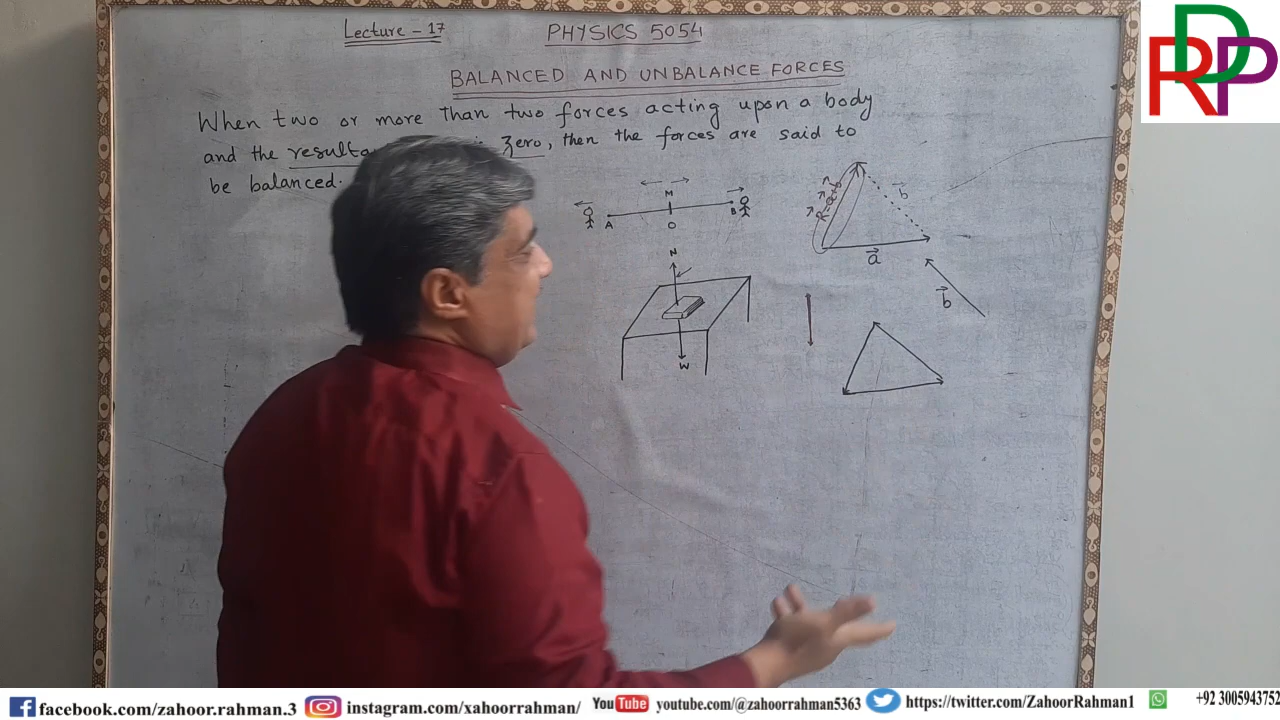 Lecture - 17
PHYSICS 5054
BALANCED AND UNBALANCE FORCES
When two or more than two forces acting upon a body
and the resulta zero, then the forces are said to
be balanced.
M
A
B
O
N
W
b
a
b
RDP
facebook.com/zahoor.rahman.3
instagram.com/xahoorrahman/
YouTube youtube.com/@zahoorrahman5363
https://twitter.com/ZahoorRahman1
+92 3005943752